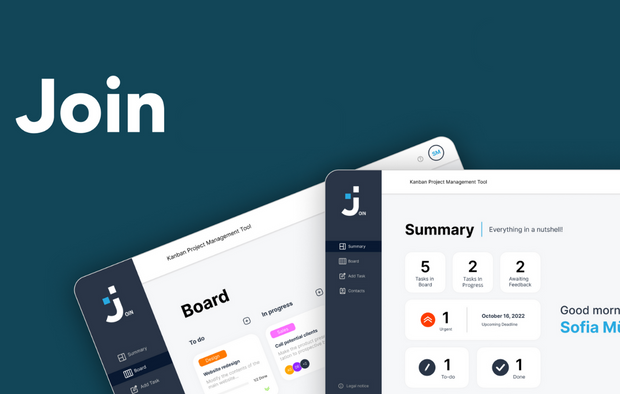 Join
SM
Kanban Project Management Tool
Board
To do
In progress
Design
Website redesign
Modify the contents of the
main website...
1/2 Done
Sales
Call potential clients
Make the product pres
tation to prospective
Join
Summary
Board
Add Task
Kanban Project Management Tool
Join
Summary
Board
Add Task
Contacts
Legal notice
Summary
Everything in a nutshell!
5
Tasks in
Board
2
Tasks in
Progress
2
Awaiting
Feedback
1
Urgent
October 16, 2022
Upcoming Deadline
1
To-do
1
Done
Good morn
Sofia Mü